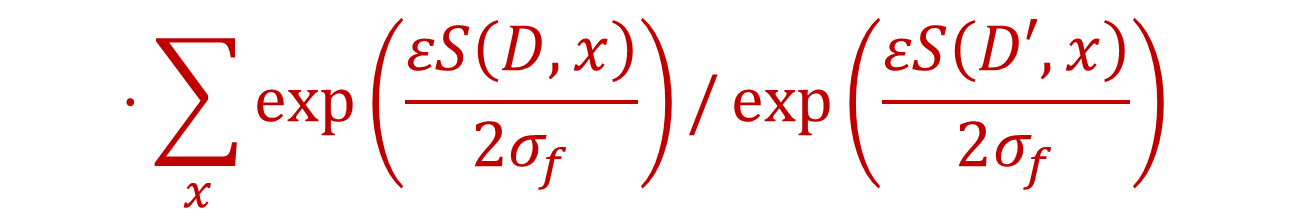 · ∑_x exp(εS(D, x) / 2σ_f) / exp(εS(D′, x) / 2σ_f)